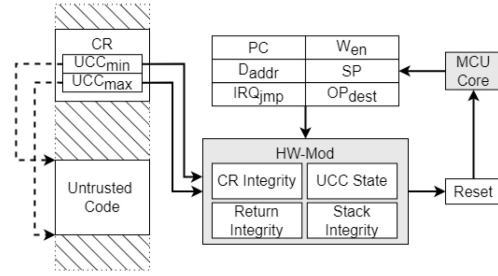 CR
UCCmin
UCCmax
Untrusted
Code
PC
Wen
Daddr
SP
IRQjmp
OPdest
MCU
Core
HW-Mod
CR Integrity
UCC State
Return
Integrity
Stack
Integrity
Reset